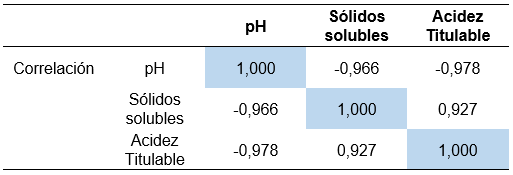 pH Sólidos solubles Acidez Titulable
Correlación pH 1,000 -0,966 -0,978
Sólidos solubles -0,966 1,000 0,927
Acidez Titulable -0,978 0,927 1,000